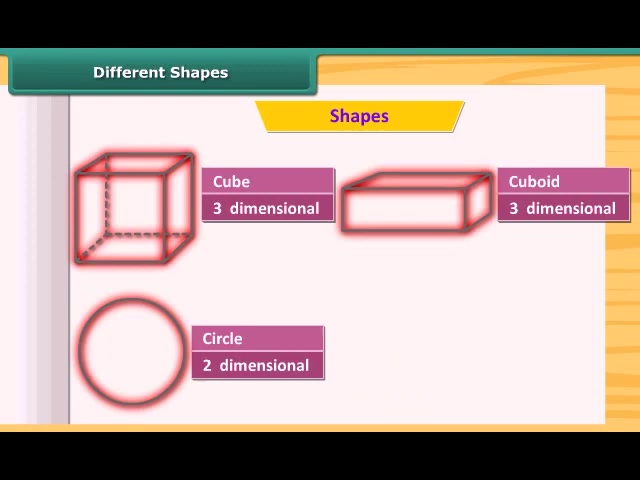 Different Shapes
Shapes
Cube
3 dimensional
Cuboid
3 dimensional
Circle
2 dimensional